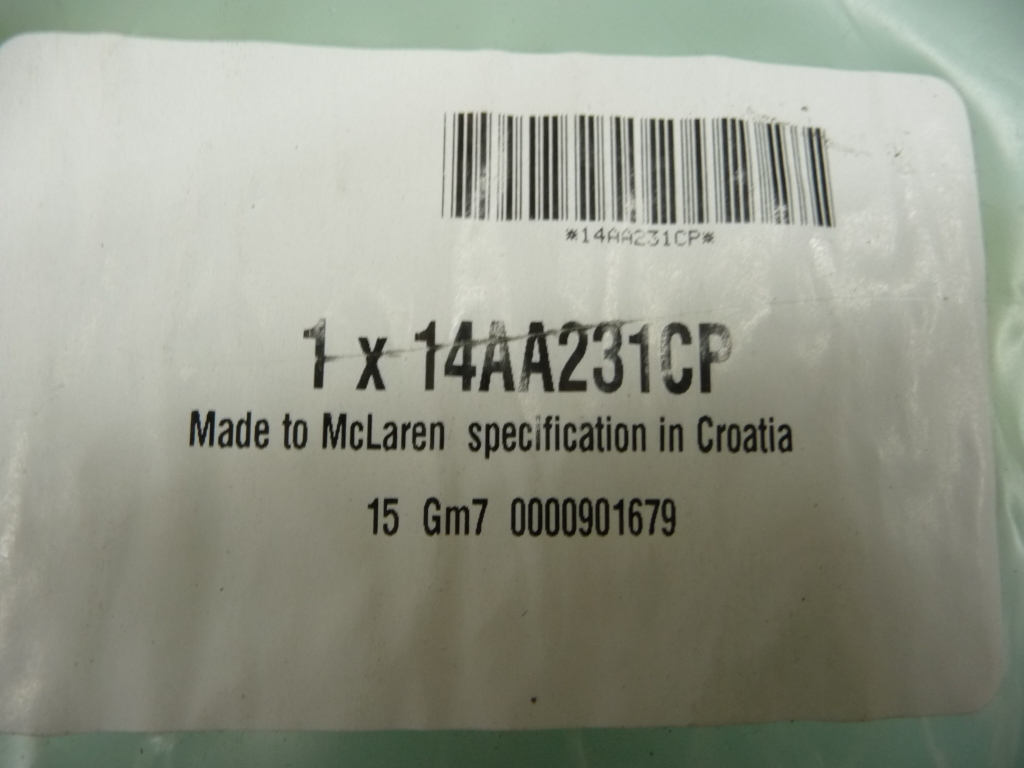 *14AA231CP*
1 x 14AA231CP
Made to McLaren specification in Croatia
15 Gm7 0000901679